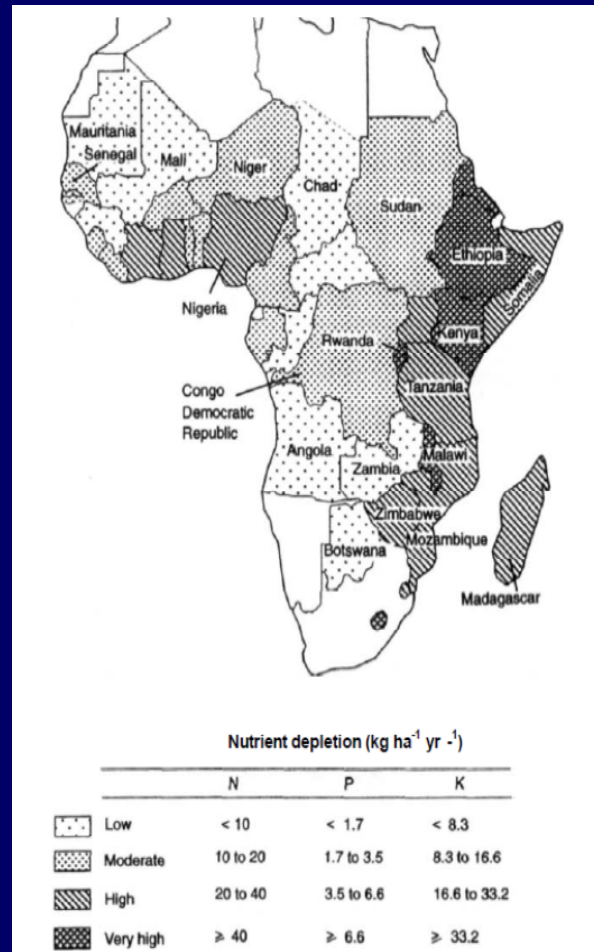 Mauritania
Senegal
Mali
Niger
Chad
Sudan
Ethiopia
Somalia
Nigeria
Rwanda
Kenya
Congo
Democratic
Republic
Tanzania
Angola
Malawi
Zambia
Zimbabwe
Mozambique
Botswana
Madagascar
Nutrient depletion (kg ha⁻¹ yr -¹)
N P K
Low < 10 < 1.7 < 8.3
Moderate 10 to 20 1.7 to 3.5 8.3 to 16.6
High 20 to 40 3.5 to 6.6 16.6 to 33.2
Very high ⩾ 40 ⩾ 6.6 ⩾ 33.2